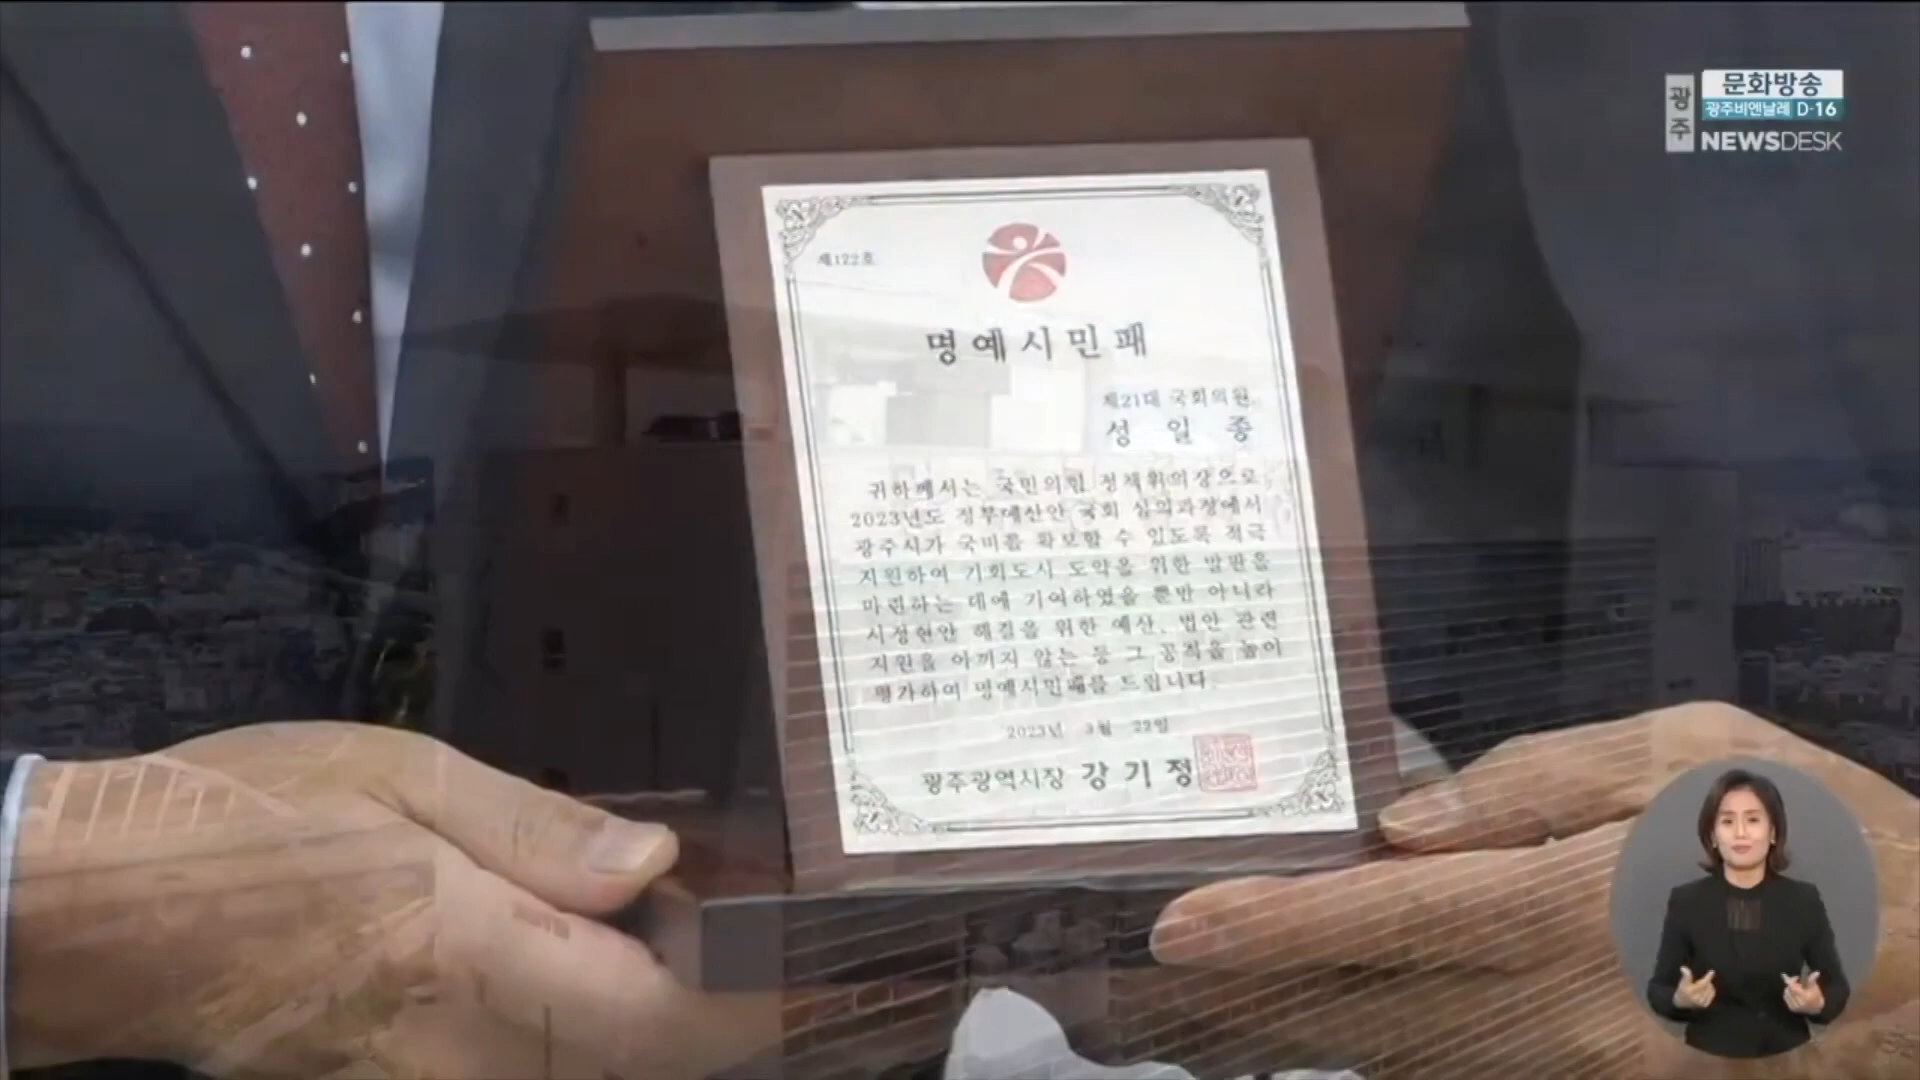 광주
문화방송
광주비엔날레 D-16
NEWSDESK
제122호
명예시민패
제21대 국회의원
성 일 종
귀하께서는 국민의힘 정책위의장으로
2023년도 정부예산안 국회 심의과정에서
광주시가 국비를 확보할 수 있도록 적극
지원하여 기회도시 도약을 위한 발판을
마련하는 데에 기여하였을 뿐만 아니라
시정현안 해결을 위한 예산, 법안 관련
지원을 아끼지 않는 등 그 공적을 높이
평가하여 명예시민패를 드립니다.
2023년 3월 22일
광주광역시장 강 기 정